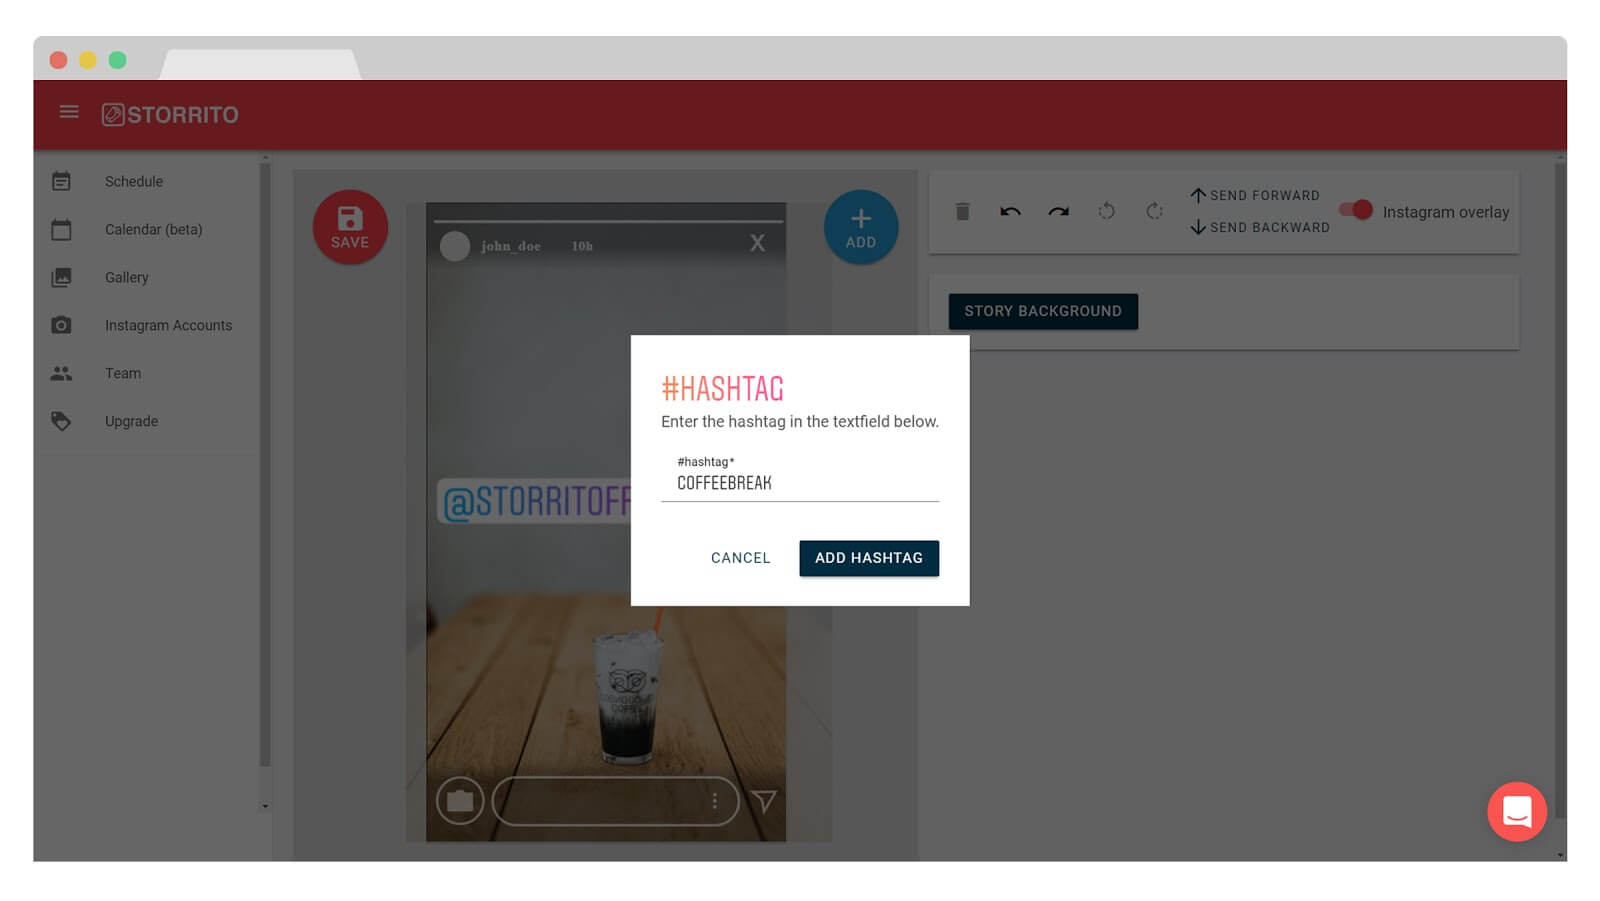 STORRITO
Schedule
Calendar (beta)
Gallery
Instagram Accounts
Team
Upgrade
SAVE
john_doe 10h X
ADD
SEND FORWARD
SEND BACKWARD
Instagram overlay
STORY BACKGROUND
@STORRITOFF
#HASHTAG
Enter the hashtag in the textfield below.
#hashtag*
COFFEEBREAK
CANCEL
ADD HASHTAG
COFFEE